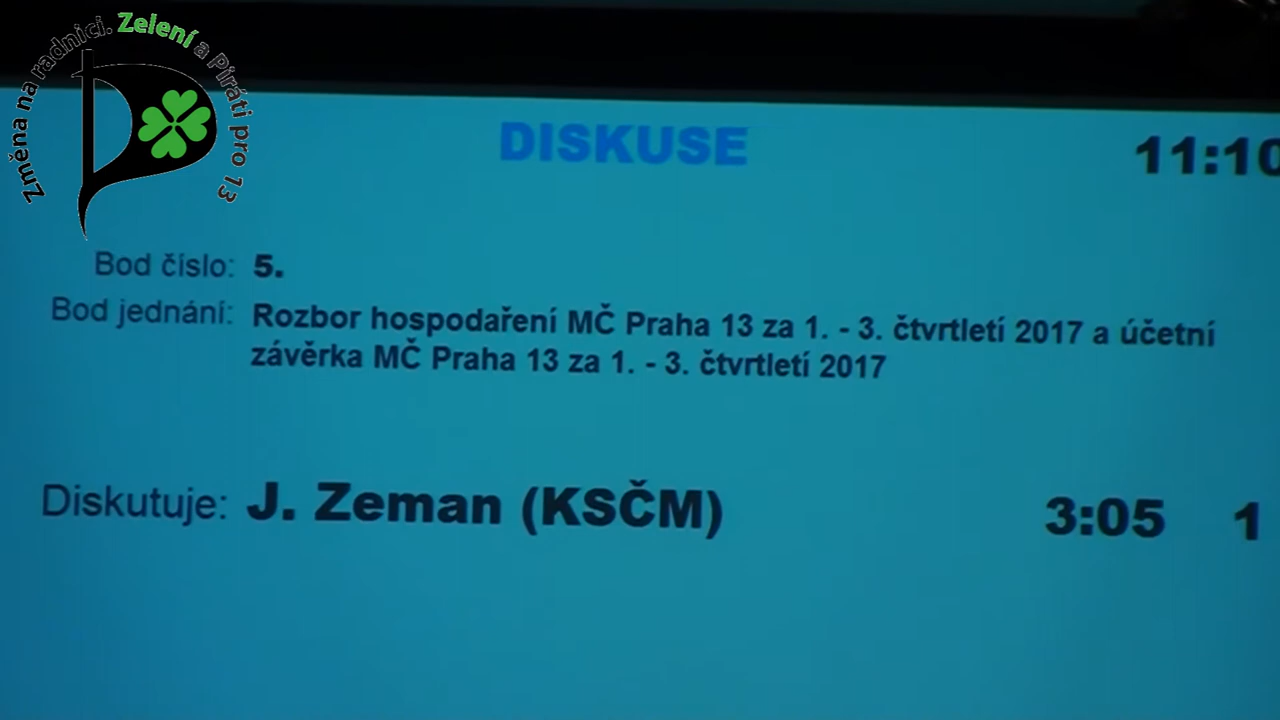 Změna na radnici. Zelení a Piráti pro 13
DISKUSE
11:10
Bod číslo: 5.
Bod jednání: Rozbor hospodaření MČ Praha 13 za 1. - 3. čtvrtletí 2017 a účetní
závěrka MČ Praha 13 za 1. - 3. čtvrtletí 2017
Diskutuje: J. Zeman (KSČM) 3:05 1